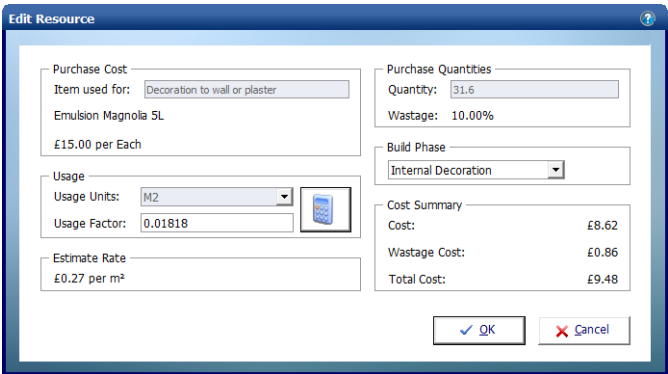 Edit Resource
Purchase Cost
Item used for: Decoration to wall or plaster
Emulsion Magnolia 5L
£15.00 per Each
Usage
Usage Units: M2
Usage Factor: 0.01818
Estimate Rate
£0.27 per m²
Purchase Quantities
Quantity: 31.6
Wastage: 10.00%
Build Phase
Internal Decoration
Cost Summary
Cost: £8.62
Wastage Cost: £0.86
Total Cost: £9.48
OK
Cancel